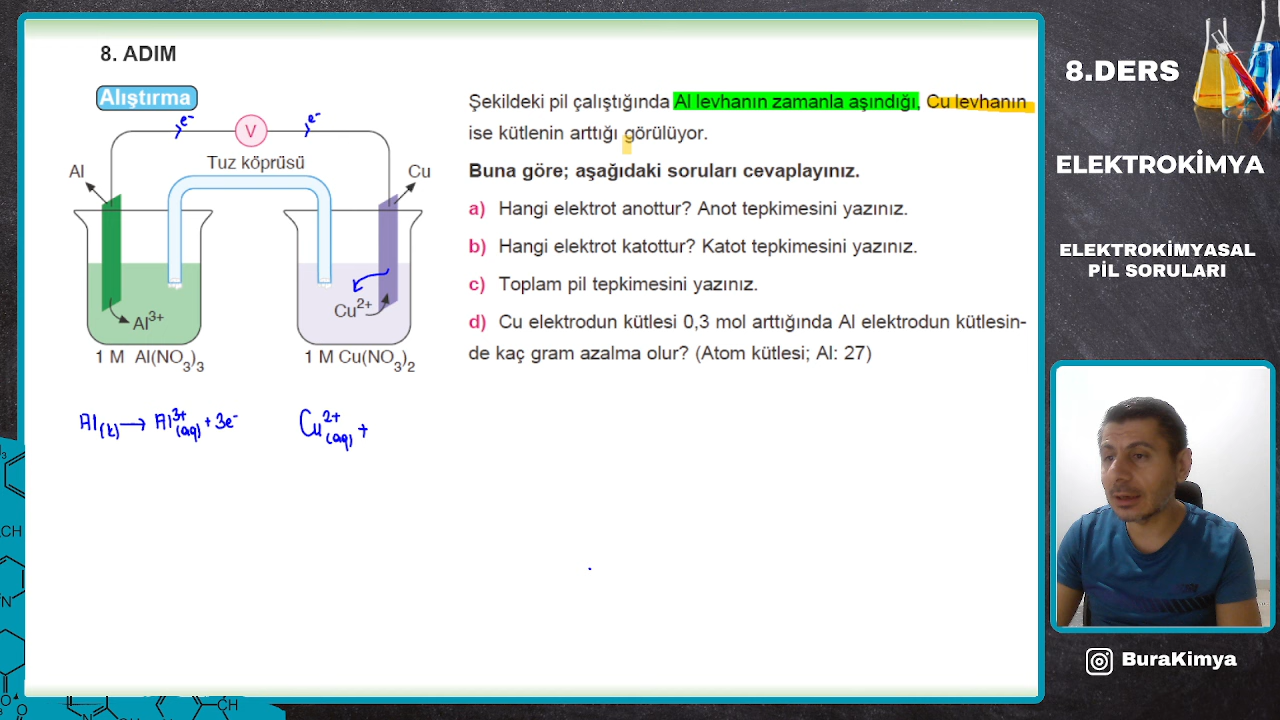 8. ADIM
Alıştırma
Şekildeki pil çalıştığında Al levhanın zamanla aşındığı, Cu levhanın
ise kütlenin arttığı görülüyor.
Buna göre; aşağıdaki soruları cevaplayınız.
a) Hangi elektrot anottur? Anot tepkimesini yazınız.
b) Hangi elektrot katottur? Katot tepkimesini yazınız.
c) Toplam pil tepkimesini yazınız.
d) Cu elektrodun kütlesi 0,3 mol arttığında Al elektrodun kütlesin-
de kaç gram azalma olur? (Atom kütlesi; Al: 27)
e⁻ V e⁻
Tuz köprüsü
Al Cu
Al³⁺ Cu²⁺
1 M Al(NO₃)₃ 1 M Cu(NO₃)₂
Al(k) → Al³⁺(aq) + 3e⁻ Cu²⁺(aq) +
8.DERS
ELEKTROKİMYA
ELEKTROKİMYASAL
PİL SORULARI
BuraKimya
CH
N
O
O
CH